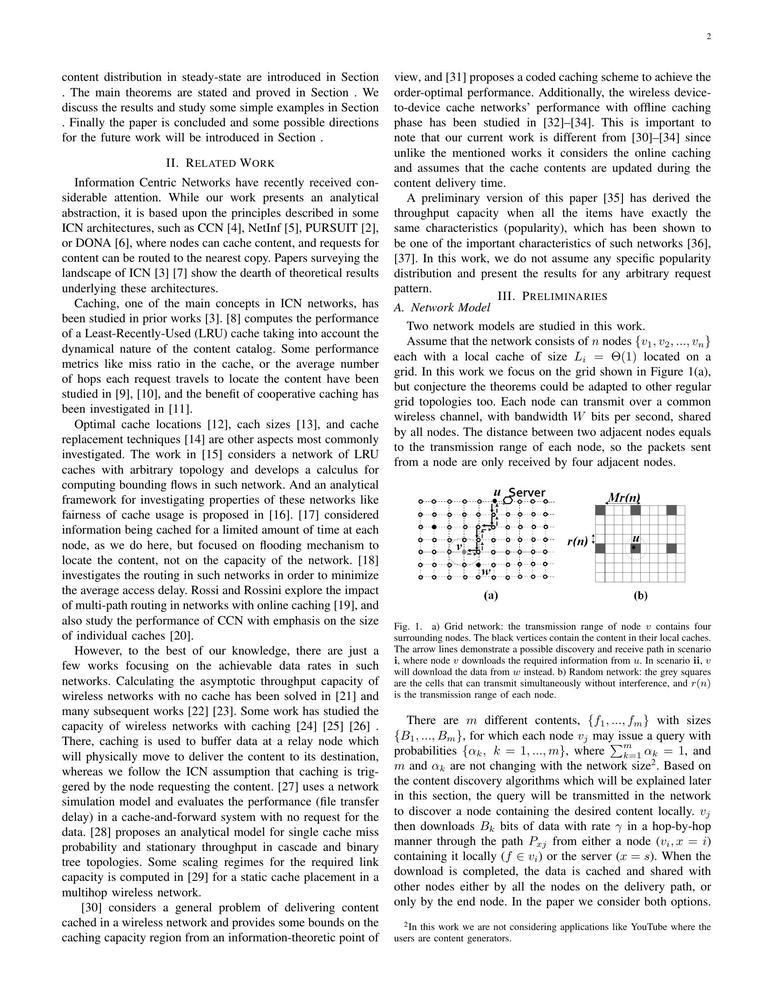 2
content distribution in steady-state are introduced in Section
. The main theorems are stated and proved in Section . We
discuss the results and study some simple examples in Section
. Finally the paper is concluded and some possible directions
for the future work will be introduced in Section .
II. RELATED WORK
Information Centric Networks have recently received con-
siderable attention. While our work presents an analytical
abstraction, it is based upon the principles described in some
ICN architectures, such as CCN [4], NetInf [5], PURSUIT [2],
or DONA [6], where nodes can cache content, and requests for
content can be routed to the nearest copy. Papers surveying the
landscape of ICN [3] [7] show the dearth of theoretical results
underlying these architectures.
Caching, one of the main concepts in ICN networks, has
been studied in prior works [3]. [8] computes the performance
of a Least-Recently-Used (LRU) cache taking into account the
dynamical nature of the content catalog. Some performance
metrics like miss ratio in the cache, or the average number
of hops each request travels to locate the content have been
studied in [9], [10], and the benefit of cooperative caching has
been investigated in [11].
Optimal cache locations [12], cach sizes [13], and cache
replacement techniques [14] are other aspects most commonly
investigated. The work in [15] considers a network of LRU
caches with arbitrary topology and develops a calculus for
computing bounding flows in such network. And an analytical
framework for investigating properties of these networks like
fairness of cache usage is proposed in [16]. [17] considered
information being cached for a limited amount of time at each
node, as we do here, but focused on flooding mechanism to
locate the content, not on the capacity of the network. [18]
investigates the routing in such networks in order to minimize
the average access delay. Rossi and Rossini explore the impact
of multi-path routing in networks with online caching [19], and
also study the performance of CCN with emphasis on the size
of individual caches [20].
However, to the best of our knowledge, there are just a
few works focusing on the achievable data rates in such
networks. Calculating the asymptotic throughput capacity of
wireless networks with no cache has been solved in [21] and
many subsequent works [22] [23]. Some work has studied the
capacity of wireless networks with caching [24] [25] [26] .
There, caching is used to buffer data at a relay node which
will physically move to deliver the content to its destination,
whereas we follow the ICN assumption that caching is trig-
gered by the node requesting the content. [27] uses a network
simulation model and evaluates the performance (file transfer
delay) in a cache-and-forward system with no request for the
data. [28] proposes an analytical model for single cache miss
probability and stationary throughput in cascade and binary
tree topologies. Some scaling regimes for the required link
capacity is computed in [29] for a static cache placement in a
multihop wireless network.
[30] considers a general problem of delivering content
cached in a wireless network and provides some bounds on the
caching capacity region from an information-theoretic point of
view, and [31] proposes a coded caching scheme to achieve the
order-optimal performance. Additionally, the wireless device-
to-device cache networks' performance with offline caching
phase has been studied in [32]–[34]. This is important to
note that our current work is different from [30]–[34] since
unlike the mentioned works it considers the online caching
and assumes that the cache contents are updated during the
content delivery time.
A preliminary version of this paper [35] has derived the
throughput capacity when all the items have exactly the
same characteristics (popularity), which has been shown to
be one of the important characteristics of such networks [36],
[37]. In this work, we do not assume any specific popularity
distribution and present the results for any arbitrary request
pattern.
III. PRELIMINARIES
A. Network Model
Two network models are studied in this work.
Assume that the network consists of n nodes {v₁, v₂, ..., vₙ}
each with a local cache of size Lᵢ = Θ(1) located on a
grid. In this work we focus on the grid shown in Figure 1(a),
but conjecture the theorems could be adapted to other regular
grid topologies too. Each node can transmit over a common
wireless channel, with bandwidth W bits per second, shared
by all nodes. The distance between two adjacent nodes equals
to the transmission range of each node, so the packets sent
from a node are only received by four adjacent nodes.
u Server
v
w
(a)
Mr(n)
r(n)
u
(b)
Fig. 1. a) Grid network: the transmission range of node v contains four
surrounding nodes. The black vertices contain the content in their local caches.
The arrow lines demonstrate a possible discovery and receive path in scenario
i, where node v downloads the required information from u. In scenario ii, v
will download the data from w instead. b) Random network: the grey squares
are the cells that can transmit simultaneously without interference, and r(n)
is the transmission range of each node.
There are m different contents, {f₁, ..., fₘ} with sizes
{B₁, ..., Bₘ}, for which each node vⱼ may issue a query with
probabilities {αₖ, k = 1, ..., m}, where ∑ᵐₖ₌₁ αₖ = 1, and
m and αₖ are not changing with the network size². Based on
the content discovery algorithms which will be explained later
in this section, the query will be transmitted in the network
to discover a node containing the desired content locally. vⱼ
then downloads Bₖ bits of data with rate γ in a hop-by-hop
manner through the path Pₓⱼ from either a node (vᵢ, x = i)
containing it locally (f ∈ vᵢ) or the server (x = s). When the
download is completed, the data is cached and shared with
other nodes either by all the nodes on the delivery path, or
only by the end node. In the paper we consider both options.
²In this work we are not considering applications like YouTube where the
users are content generators.